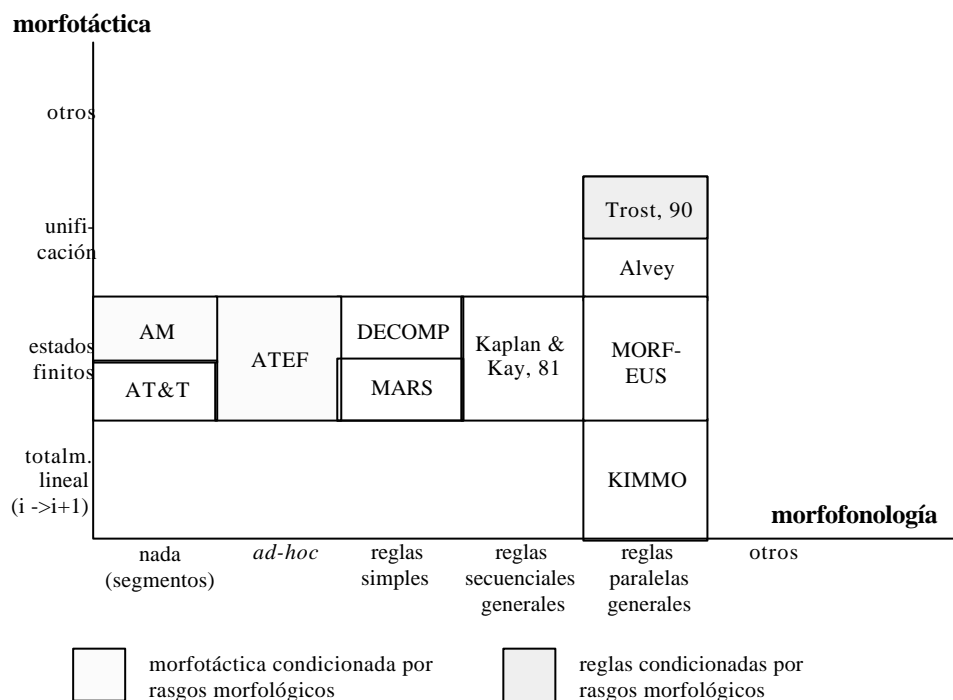 morfotáctica
otros
unifi-
cación
Trost, 90
Alvey
estados
finitos
AM
AT&T
ATEF
DECOMP
MARS
Kaplan &
Kay, 81
MORF-
EUS
totalm.
lineal
(i ->i+1)
KIMMO
morfofonología
nada
(segmentos)
ad-hoc
reglas
simples
reglas
secuenciales
generales
reglas
paralelas
generales
otros
morfotáctica condicionada por
rasgos morfológicos
reglas condicionadas por
rasgos morfológicos